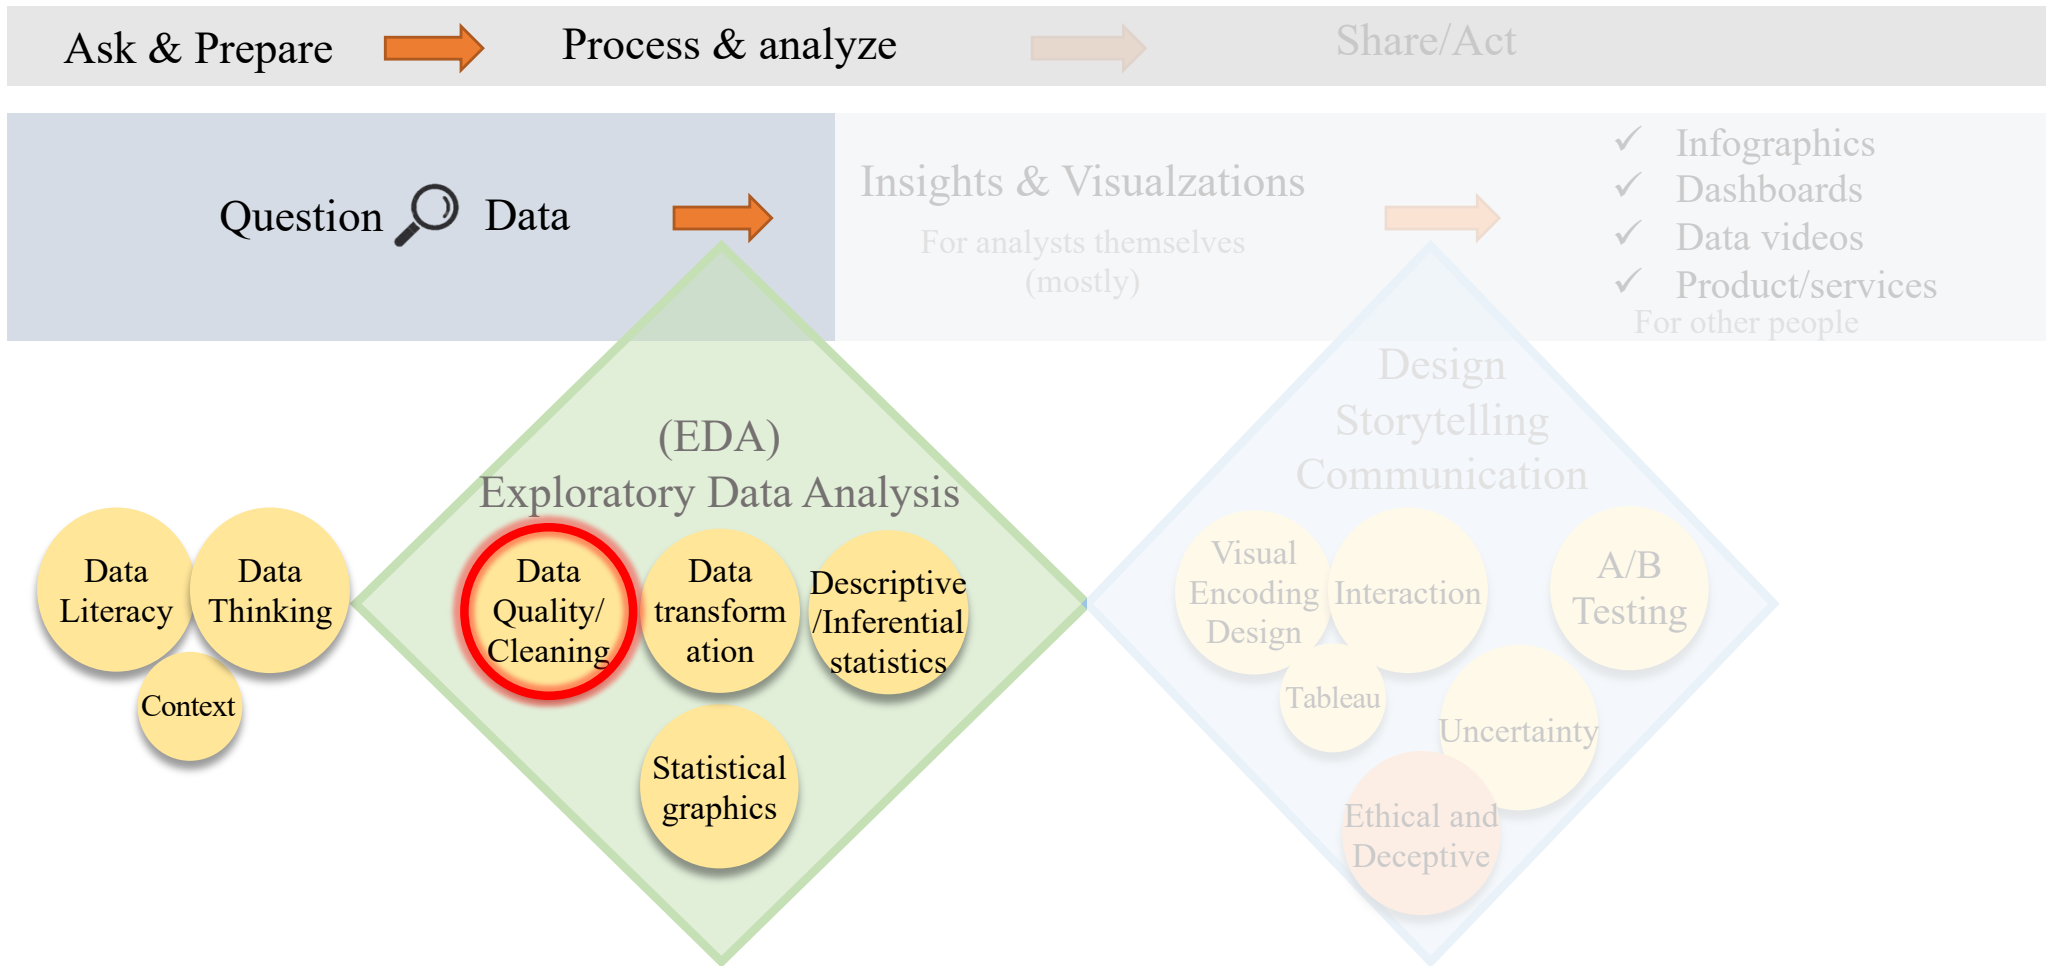 Ask & Prepare
Process & analyze
Share/Act
Question
Data
Insights & Visualzations
For analysts themselves
(mostly)
Infographics
Dashboards
Data videos
Product/services
For other people
(EDA)
Exploratory Data Analysis
Design
Storytelling
Communication
Data
Literacy
Data
Thinking
Context
Data
Quality/
Cleaning
Data
transform
ation
Descriptive
/Inferential
statistics
Statistical
graphics
Visual
Encoding
Design
Interaction
A/B
Testing
Tableau
Uncertainty
Ethical and
Deceptive